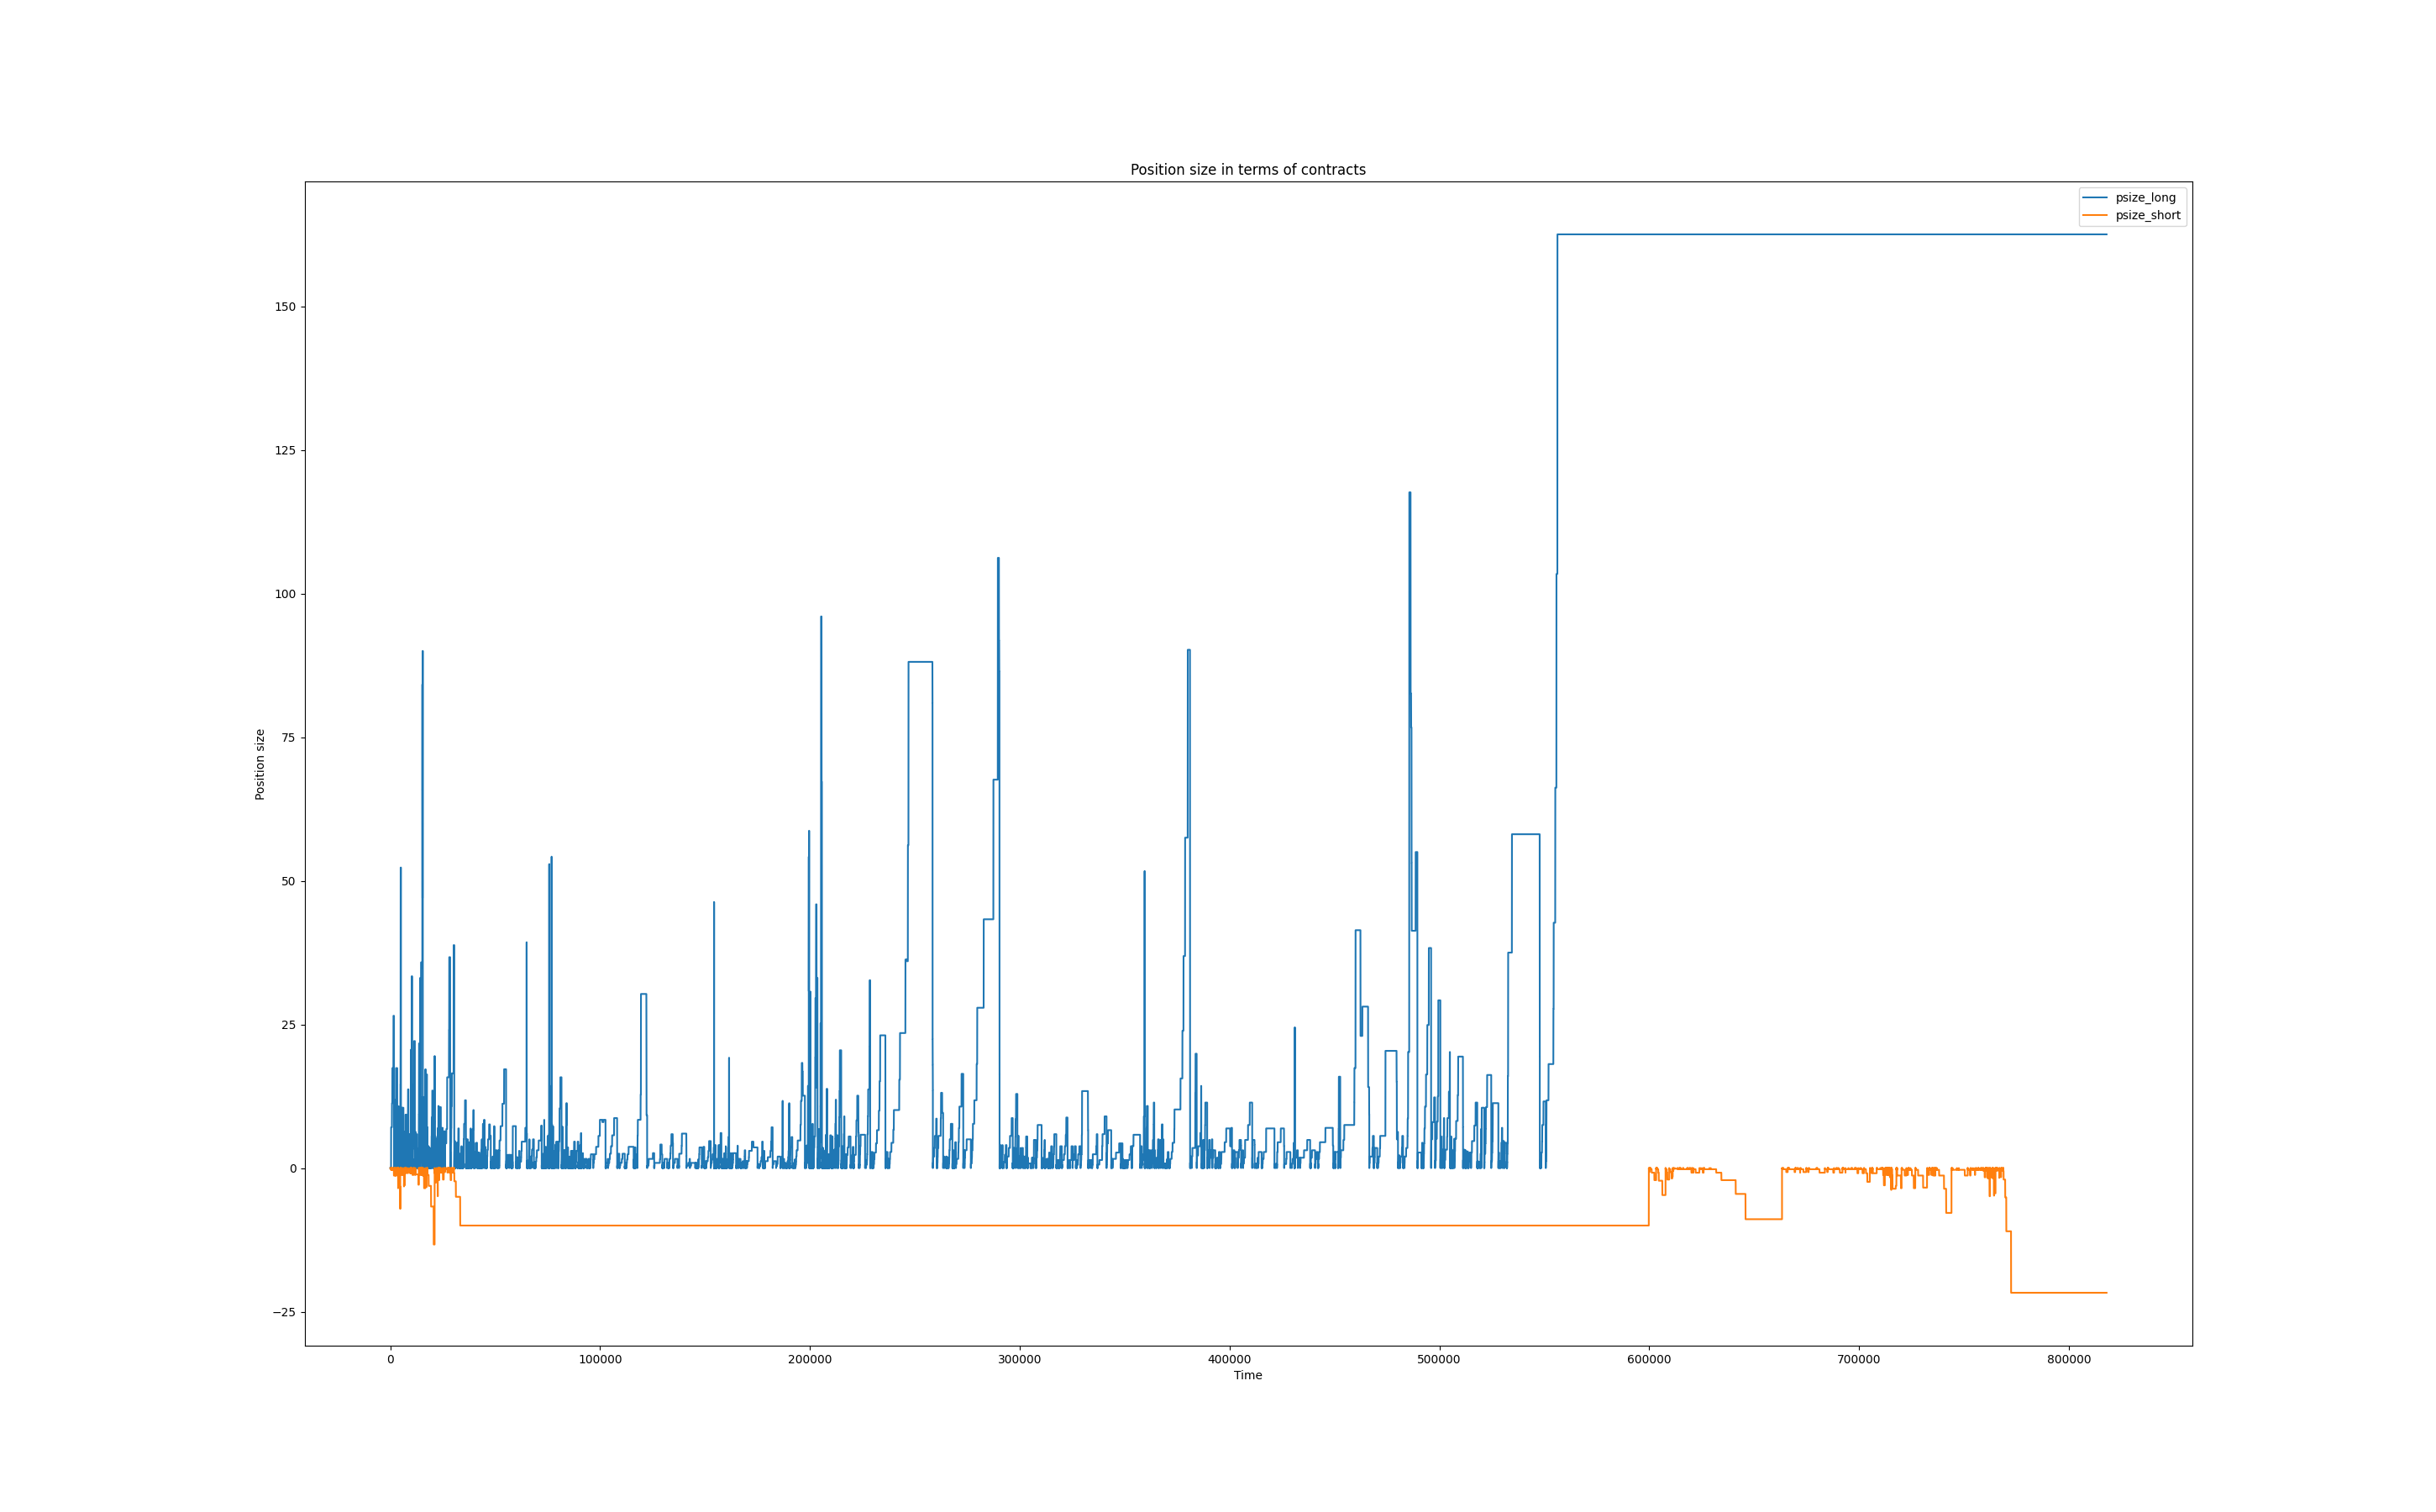 Position size in terms of contracts
psize_long
psize_short
150
125
100
75
50
25
0
−25
Position size
0 100000 200000 300000 400000 500000 600000 700000 800000
Time